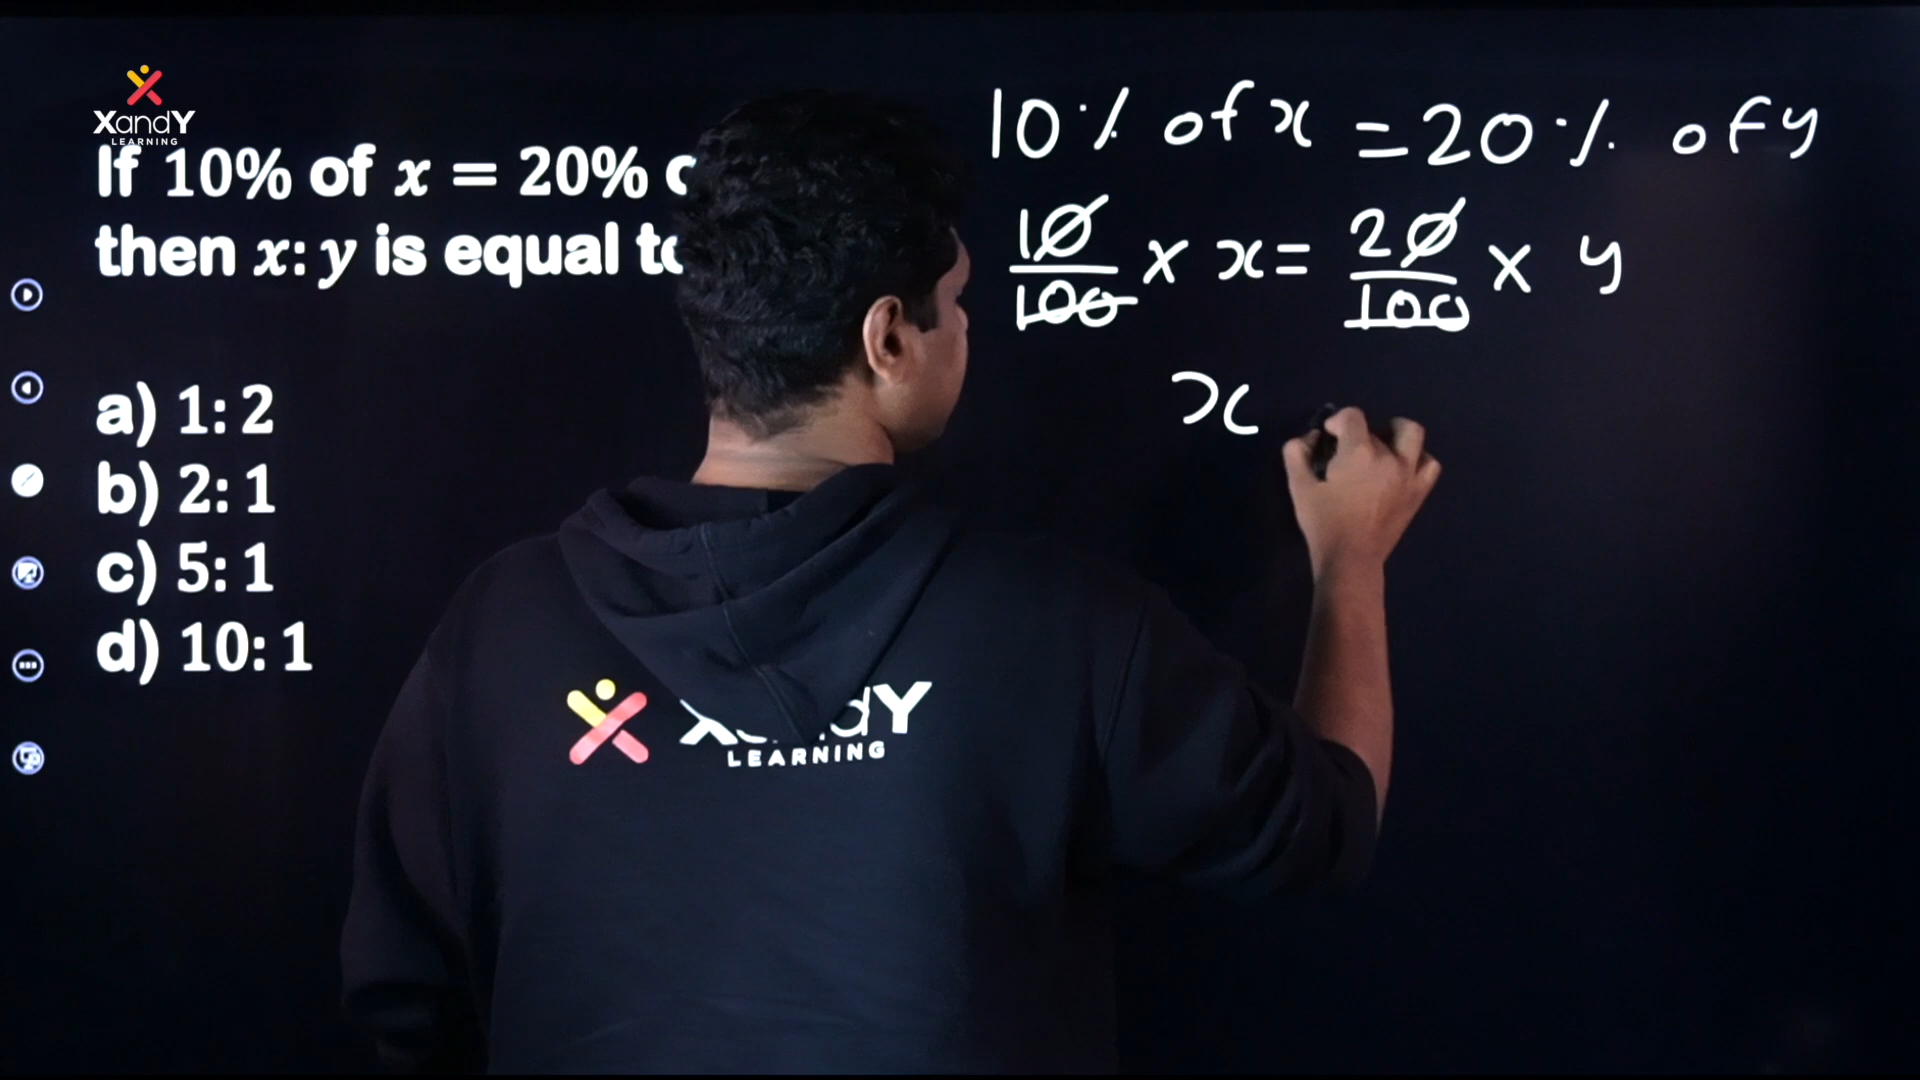 XandY
LEARNING
If 10% of x = 20%
then x: y is equal
a) 1: 2
b) 2: 1
c) 5: 1
d) 10: 1
10% of x = 20% of y
10/100 × x = 20/100 × y
x
LEARNING